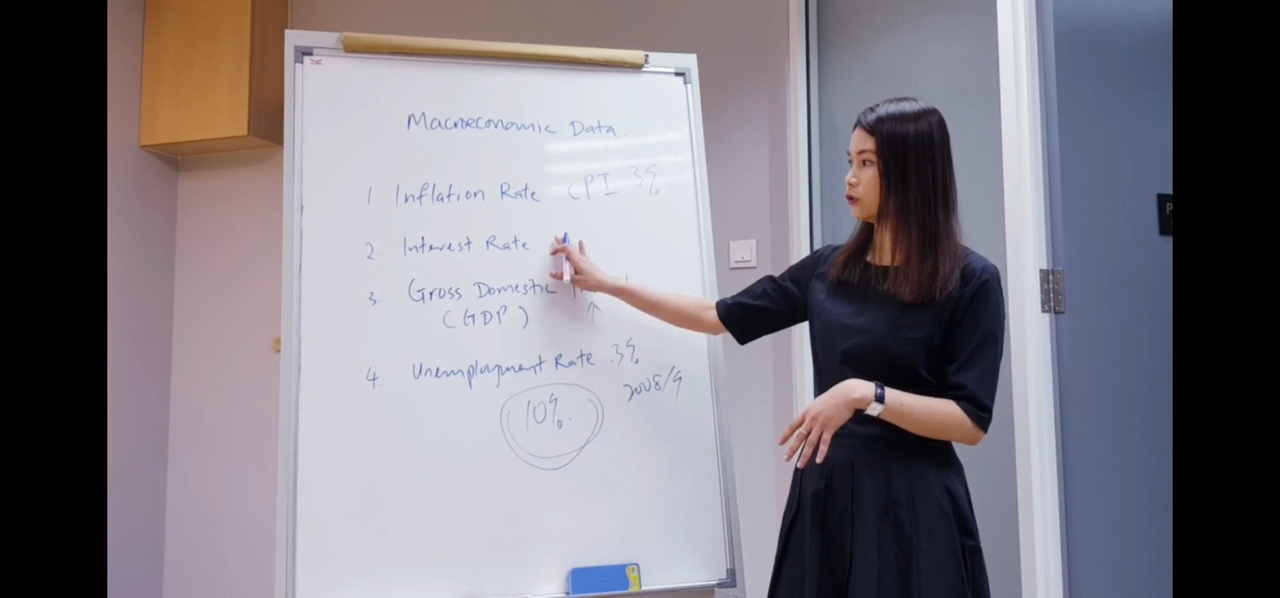 Macroeconomic Data.
1. Inflation Rate CPI 3%
2. Interest Rate
3. Gross Domestic
(GDP) ↑
4. Unemployment Rate 3%
10%. 2008/9
P